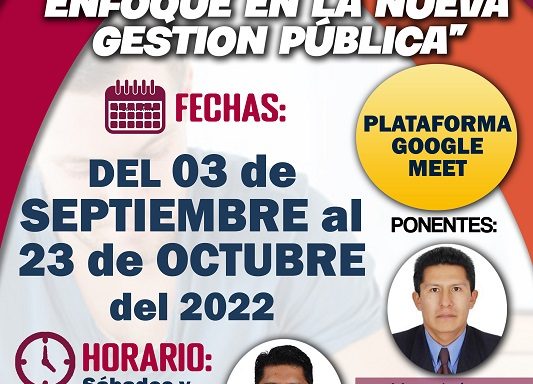 ENFOQUE EN LA NUEVA
GESTION PÚBLICA"
FECHAS:
DEL 03 de
SEPTIEMBRE al
23 de OCTUBRE
del 2022
PLATAFORMA
GOOGLE
MEET
PONENTES:
HORARIO:
Sábados y